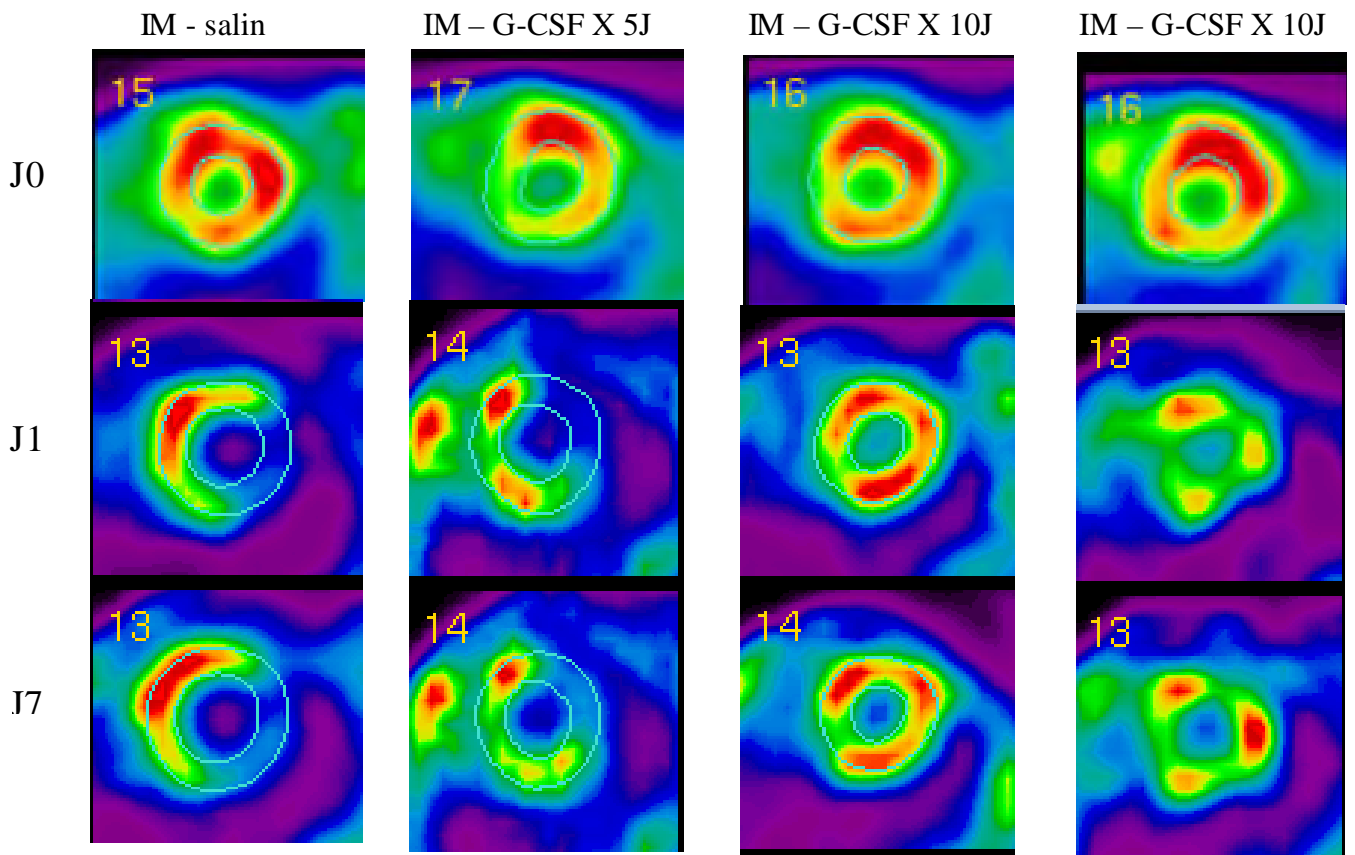 IM - salin IM – G-CSF X 5J IM – G-CSF X 10J IM – G-CSF X 10J
J0
15 17 16 16
J1
13 14 13 13
J7
13 14 14 13